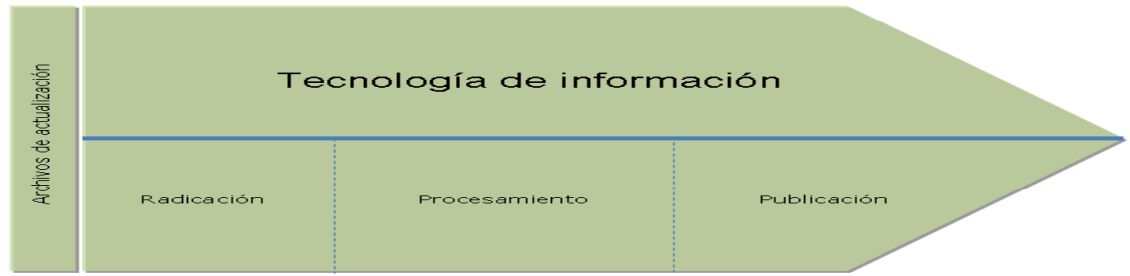 Archivos de actualización
Tecnología de información
Radicación
Procesamiento
Publicación